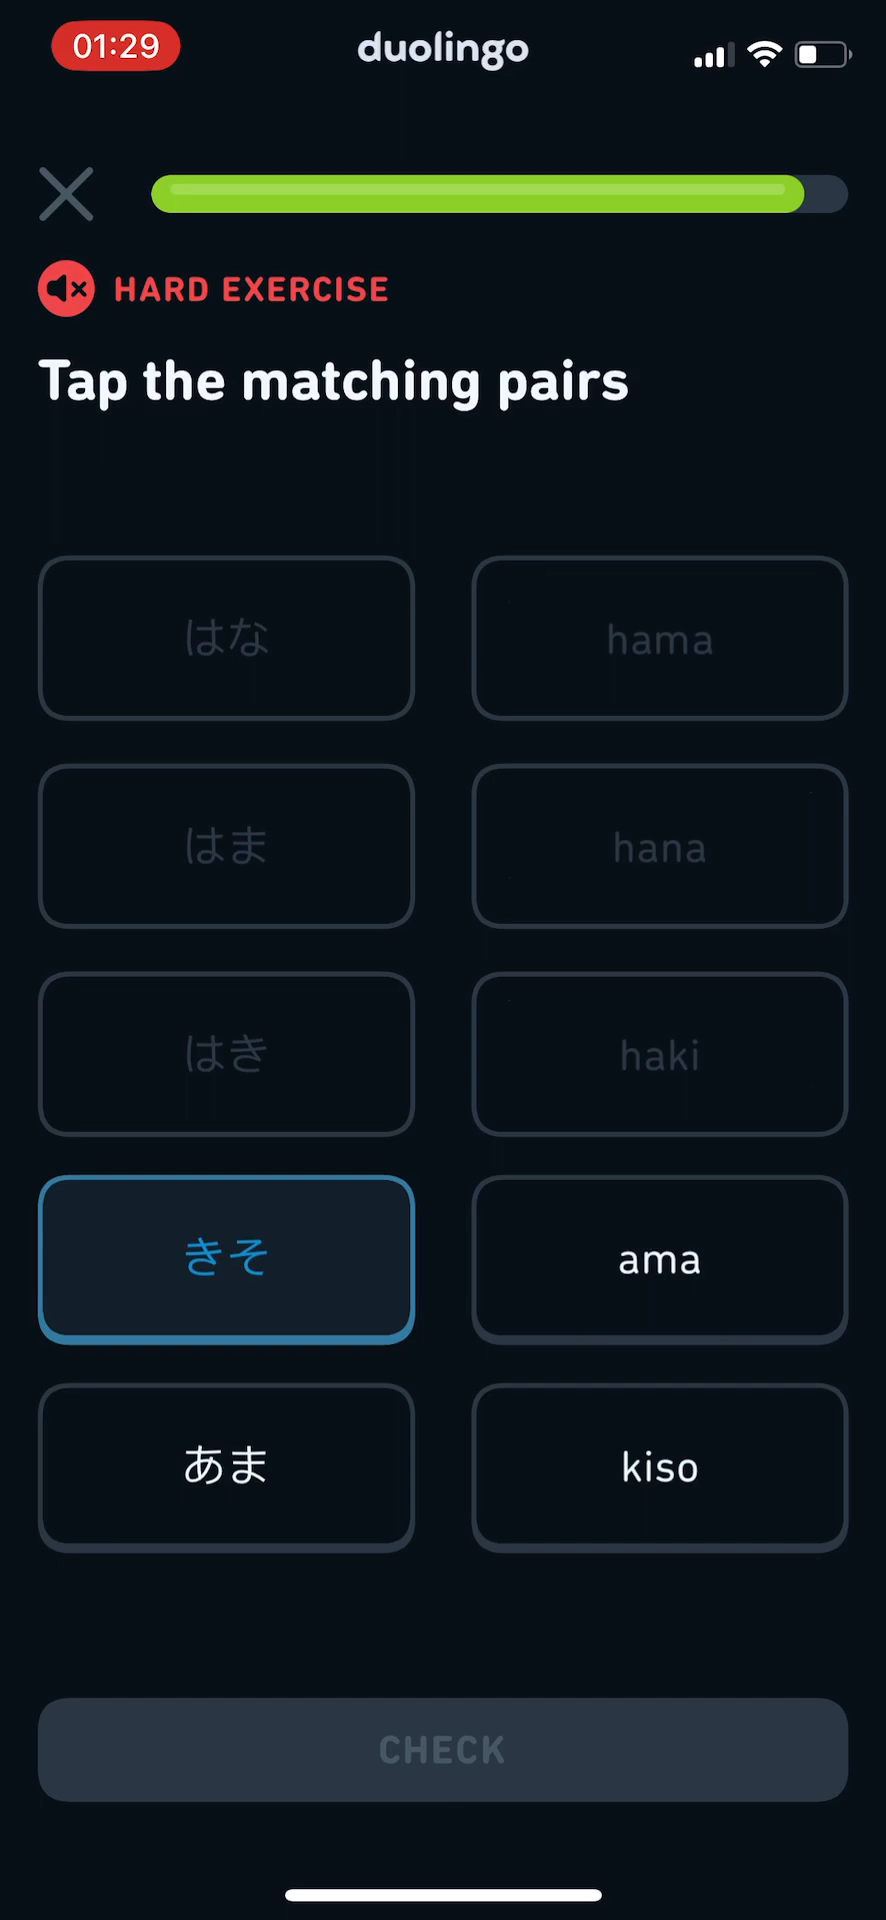 01:29
duolingo
HARD EXERCISE
Tap the matching pairs
はな
hama
はま
hana
はき
haki
きそ
ama
あま
kiso
CHECK